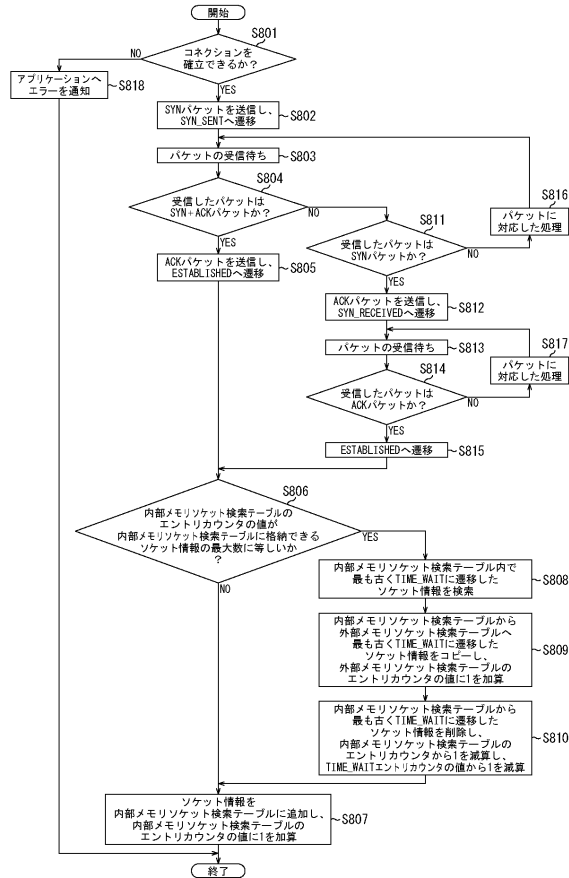 開始
S801
コネクションを
確立できるか?
NO
YES
アプリケーションへ
エラーを通知
S818
SYNパケットを送信し、
SYN_SENTへ遷移
S802
パケットの受信待ち
S803
S804
受信したパケットは
SYN+ACKパケットか?
NO
YES
S811
受信したパケットは
SYNパケットか?
NO
YES
S816
パケットに
対応した処理
ACKパケットを送信し、
ESTABLISHEDへ遷移
S805
ACKパケットを送信し、
SYN_RECEIVEDへ遷移
S812
パケットの受信待ち
S813
S817
パケットに
対応した処理
S814
受信したパケットは
ACKパケットか?
NO
YES
ESTABLISHEDへ遷移
S815
S806
内部メモリソケット検索テーブルの
エントリカウンタの値が
内部メモリソケット検索テーブルに格納できる
ソケット情報の最大数に等しいか
?
YES
NO
内部メモリソケット検索テーブル内で
最も古くTIME_WAITに遷移した
ソケット情報を検索
S808
内部メモリソケット検索テーブルから
外部メモリソケット検索テーブルへ
最も古くTIME_WAITに遷移した
ソケット情報をコピーし、
外部メモリソケット検索テーブルの
エントリカウンタの値に1を加算
S809
内部メモリソケット検索テーブルから
最も古くTIME_WAITに遷移した
ソケット情報を削除し、
内部メモリソケット検索テーブルの
エントリカウンタから1を減算し、
TIME_WAITエントリカウンタの値から1を減算
S810
ソケット情報を
内部メモリソケット検索テーブルに追加し、
内部メモリソケット検索テーブルの
エントリカウンタの値に1を加算
S807
終了